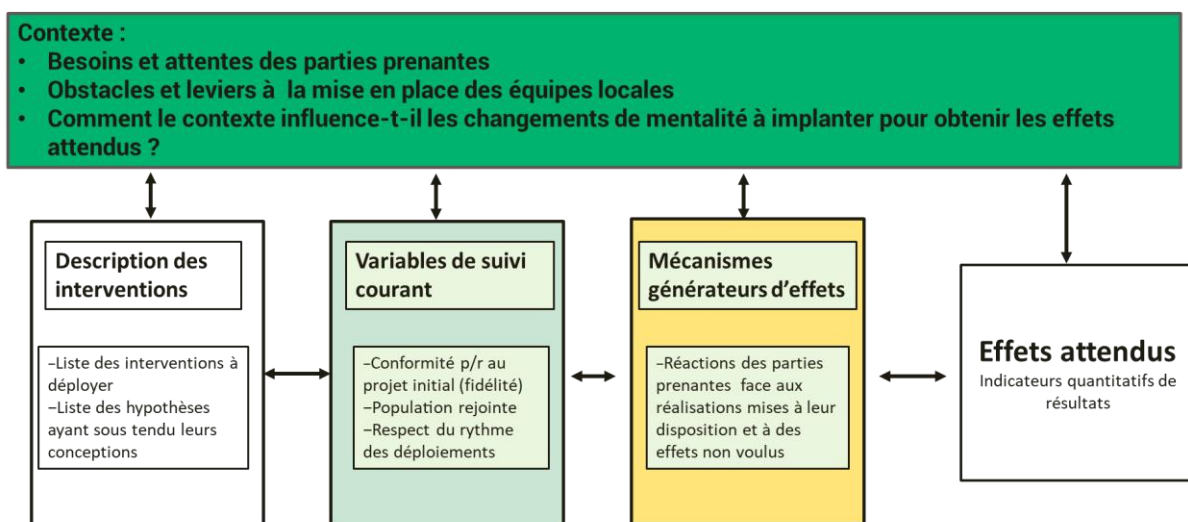 Contexte :
• Besoins et attentes des parties prenantes
• Obstacles et leviers à la mise en place des équipes locales
• Comment le contexte influence-t-il les changements de mentalité à implanter pour obtenir les effets
attendus ?
Description des
interventions
–Liste des interventions à
déployer
–Liste des hypothèses
ayant sous tendu leurs
conceptions
Variables de suivi
courant
–Conformité p/r au
projet initial (fidélité)
–Population rejointe
–Respect du rythme
des déploiements
Mécanismes
générateurs d’effets
–Réactions des parties
prenantes face aux
réalisations mises à leur
disposition et à des
effets non voulus
Effets attendus
Indicateurs quantitatifs de
résultats